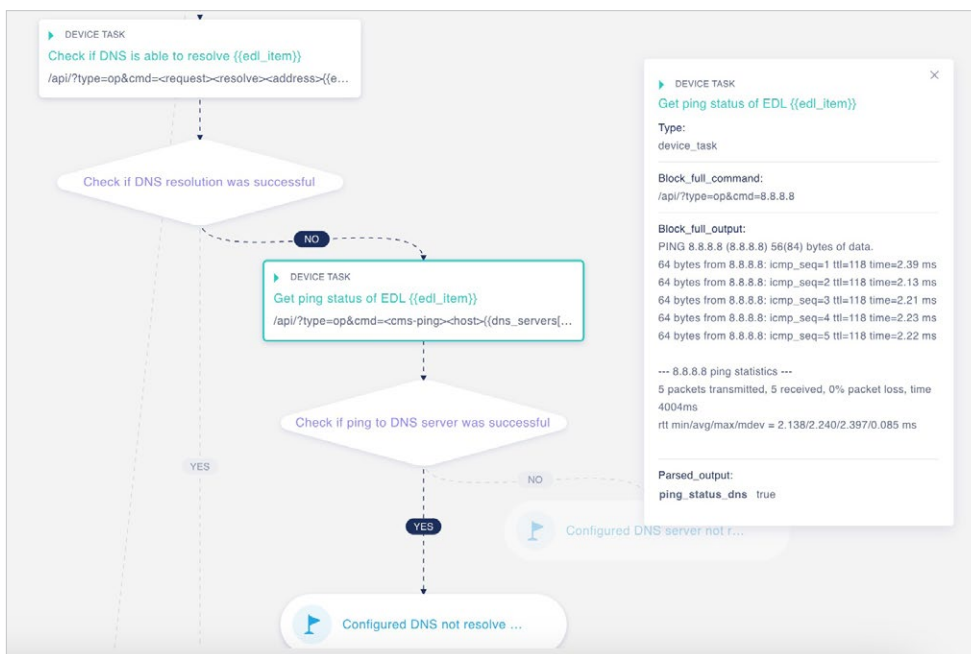 DEVICE TASK
Check if DNS is able to resolve {{edl_item}}
/api/?type=op&cmd=<request><resolve><address>{{e...
Check if DNS resolution was successful
NO
DEVICE TASK
Get ping status of EDL {{edl_item}}
/api/?type=op&cmd=<cms-ping><host>{{dns_servers[...
Check if ping to DNS server was successful
YES
NO
YES
Configured DNS server not r...
Configured DNS not resolve ...
DEVICE TASK
Get ping status of EDL {{edl_item}}
Type:
device_task
Block_full_command:
/api/?type=op&cmd=8.8.8.8
Block_full_output:
PING 8.8.8.8 (8.8.8.8) 56(84) bytes of data.
64 bytes from 8.8.8.8: icmp_seq=1 ttl=118 time=2.39 ms
64 bytes from 8.8.8.8: icmp_seq=2 ttl=118 time=2.13 ms
64 bytes from 8.8.8.8: icmp_seq=3 ttl=118 time=2.21 ms
64 bytes from 8.8.8.8: icmp_seq=4 ttl=118 time=2.23 ms
64 bytes from 8.8.8.8: icmp_seq=5 ttl=118 time=2.22 ms
--- 8.8.8.8 ping statistics ---
5 packets transmitted, 5 received, 0% packet loss, time
4004ms
rtt min/avg/max/mdev = 2.138/2.240/2.397/0.085 ms
Parsed_output:
ping_status_dns true